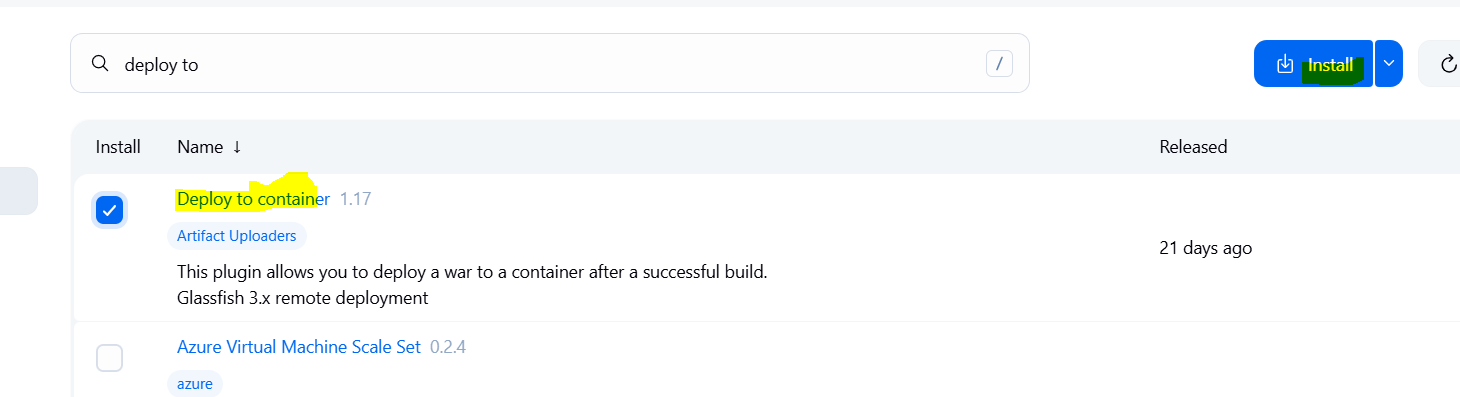 deploy to
/
Install
Install Name ↓ Released
Deploy to container 1.17
Artifact Uploaders
This plugin allows you to deploy a war to a container after a successful build.
Glassfish 3.x remote deployment
21 days ago
Azure Virtual Machine Scale Set 0.2.4
azure